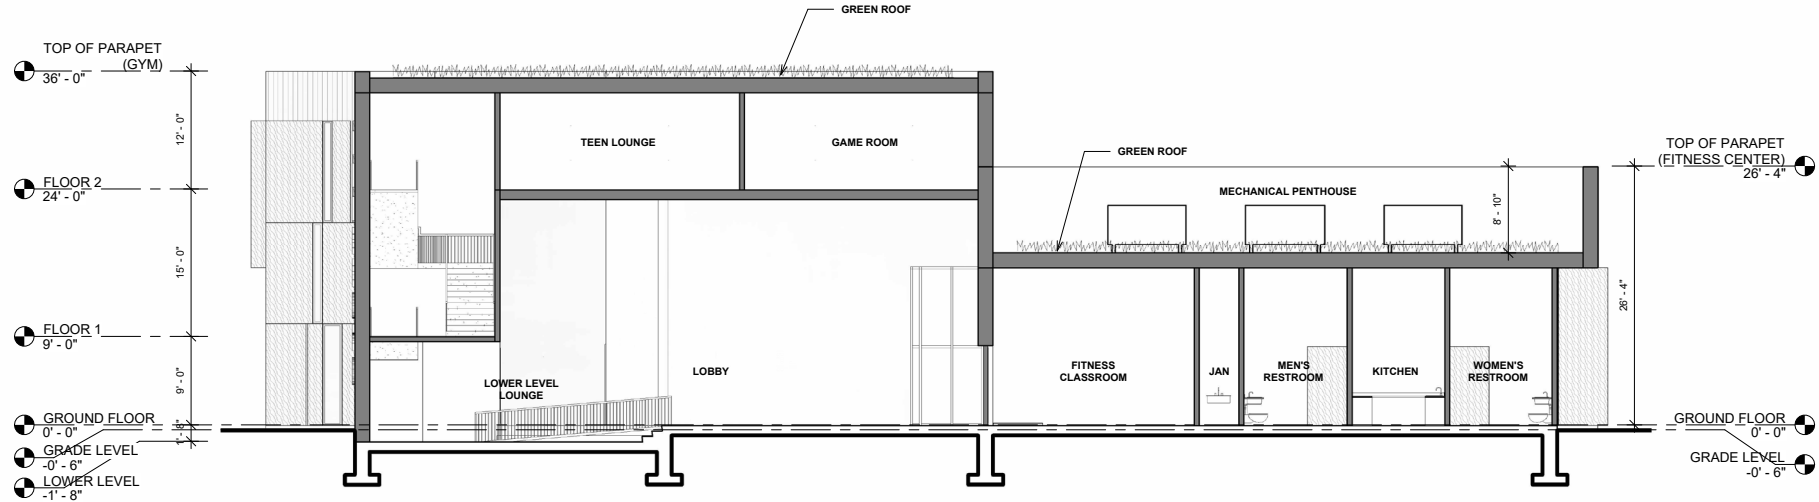 GREEN ROOF
TOP OF PARAPET
(GYM)
36' - 0"
12' - 0"
TEEN LOUNGE
GAME ROOM
GREEN ROOF
TOP OF PARAPET
(FITNESS CENTER)
26' - 4"
FLOOR 2
24' - 0"
MECHANICAL PENTHOUSE
8' - 10"
15' - 0"
26' - 4"
FLOOR 1
9' - 0"
9' - 0"
LOWER LEVEL
LOUNGE
LOBBY
FITNESS
CLASSROOM
JAN
MEN'S
RESTROOM
KITCHEN
WOMEN'S
RESTROOM
GROUND FLOOR
0' - 0"
1' - 8"
GRADE LEVEL
-0' - 6"
LOWER LEVEL
-1' - 8"
GROUND FLOOR
0' - 0"
GRADE LEVEL
-0' - 6"